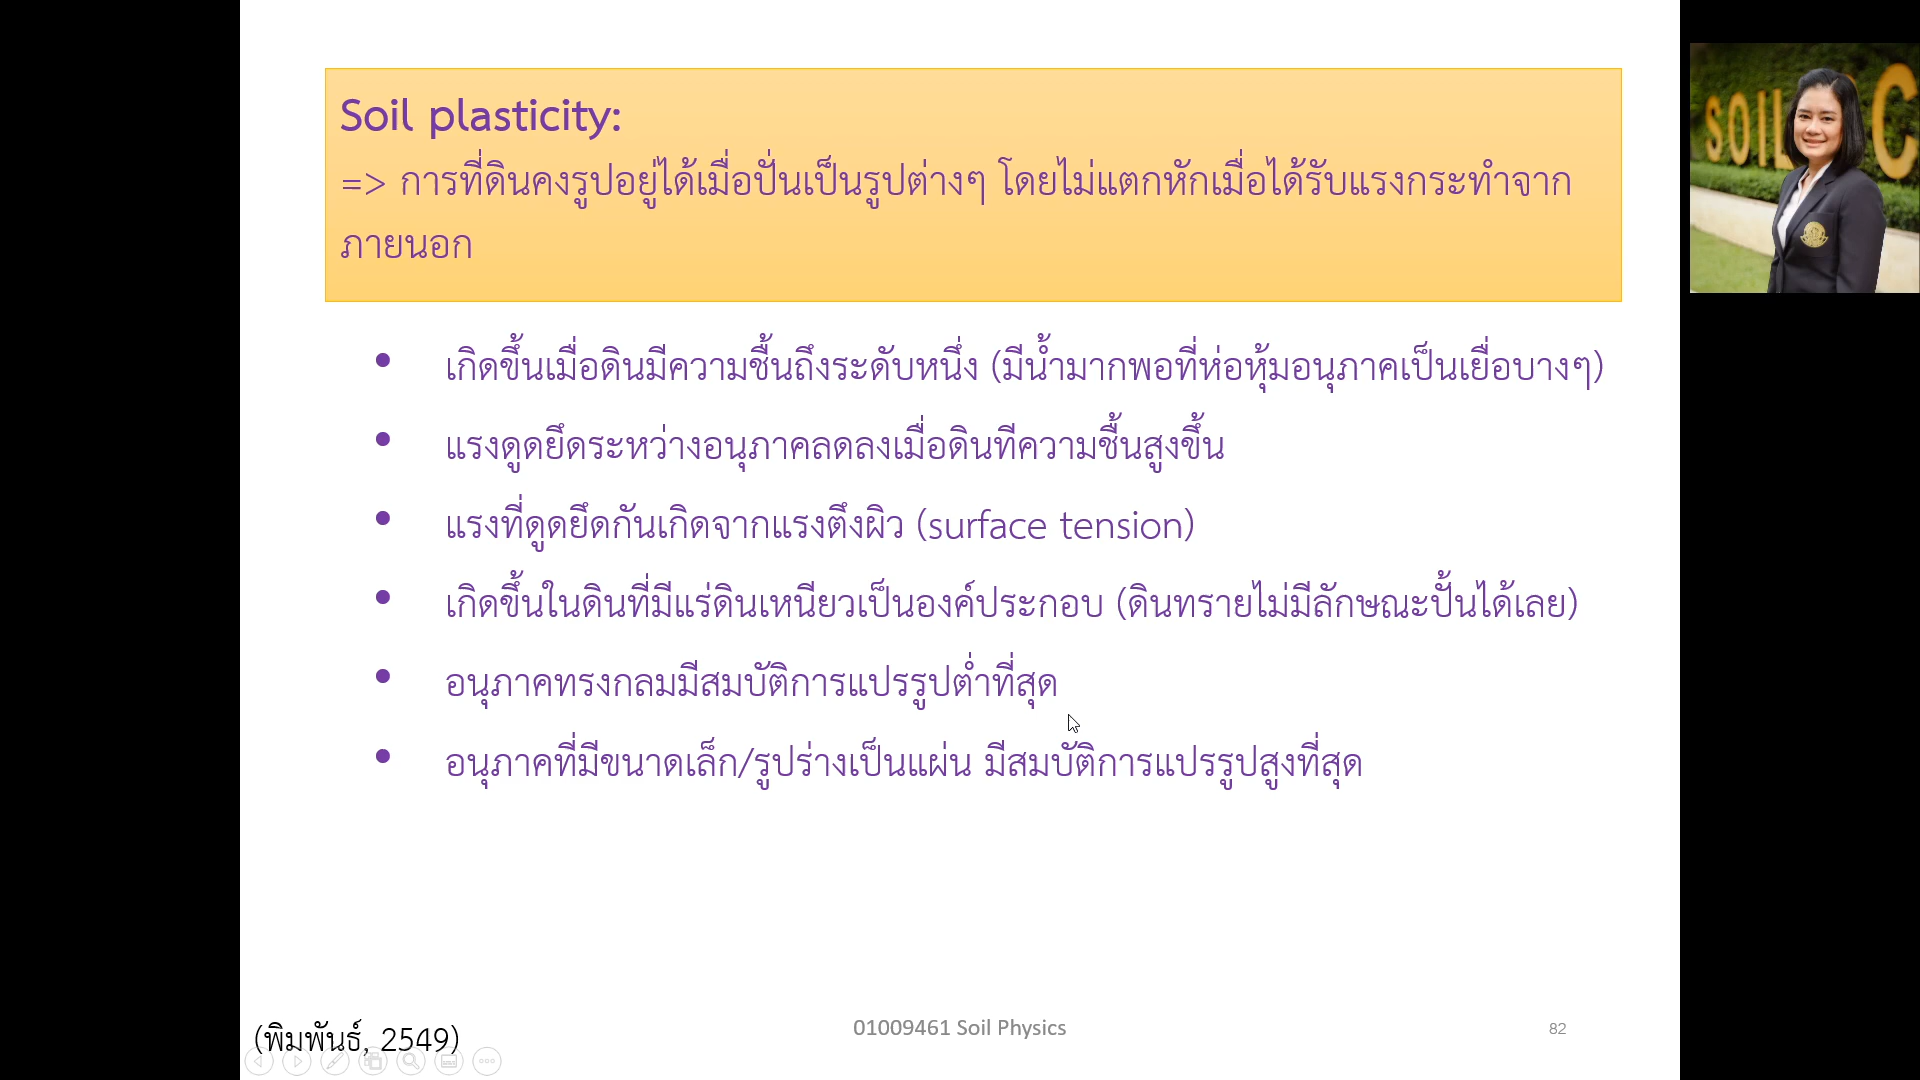 Soil plasticity:
=> การที่ดินคงรูปอยู่ได้เมื่อปั่นเป็นรูปต่างๆ โดยไม่แตกหักเมื่อได้รับแรงกระทำจาก
ภายนอก
• เกิดขึ้นเมื่อดินมีความชื้นถึงระดับหนึ่ง (มีน้ำมากพอที่ห่อหุ้มอนุภาคเป็นเยื่อบางๆ)
• แรงดูดยึดระหว่างอนุภาคลดลงเมื่อดินทีความชื้นสูงขึ้น
• แรงที่ดูดยึดกันเกิดจากแรงตึงผิว (surface tension)
• เกิดขึ้นในดินที่มีแร่ดินเหนียวเป็นองค์ประกอบ (ดินทรายไม่มีลักษณะปั้นได้เลย)
• อนุภาคทรงกลมมีสมบัติการแปรรูปต่ำที่สุด
• อนุภาคที่มีขนาดเล็ก/รูปร่างเป็นแผ่น มีสมบัติการแปรรูปสูงที่สุด
(พิมพันธ์, 2549)
01009461 Soil Physics
82
SOIL
C